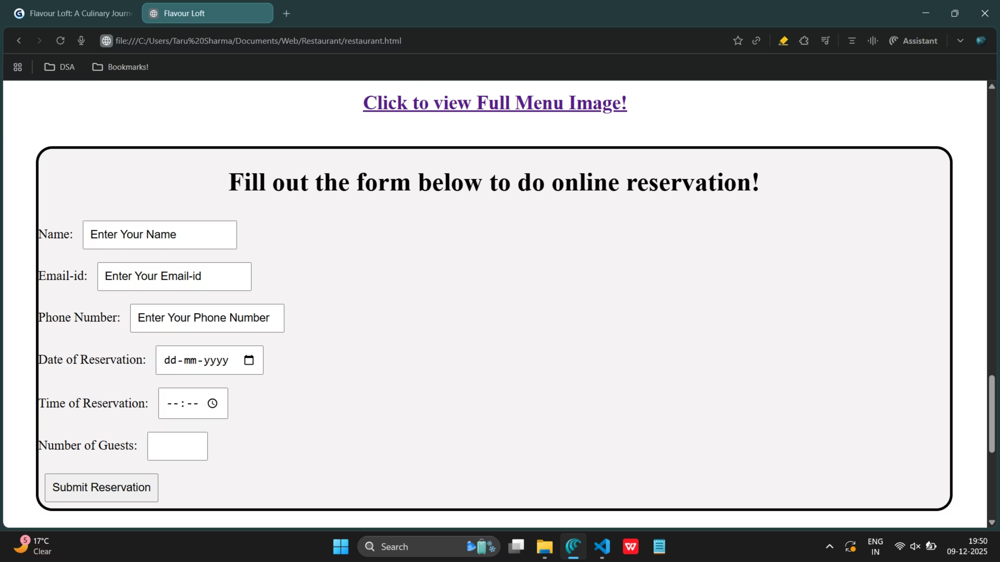 Flavour Loft: A Culinary Journ
Flavour Loft
file:///C:/Users/Taru%20Sharma/Documents/Web/Restaurant/restaurant.html
Assistant
DSA
Bookmarks!
Click to view Full Menu Image!
Fill out the form below to do online reservation!
Name: Enter Your Name
Email-id: Enter Your Email-id
Phone Number: Enter Your Phone Number
Date of Reservation: dd-mm-yyyy
Time of Reservation: --:--
Number of Guests:
Submit Reservation
5
17°C
Clear
Search
ENG
IN
19:50
09-12-2025